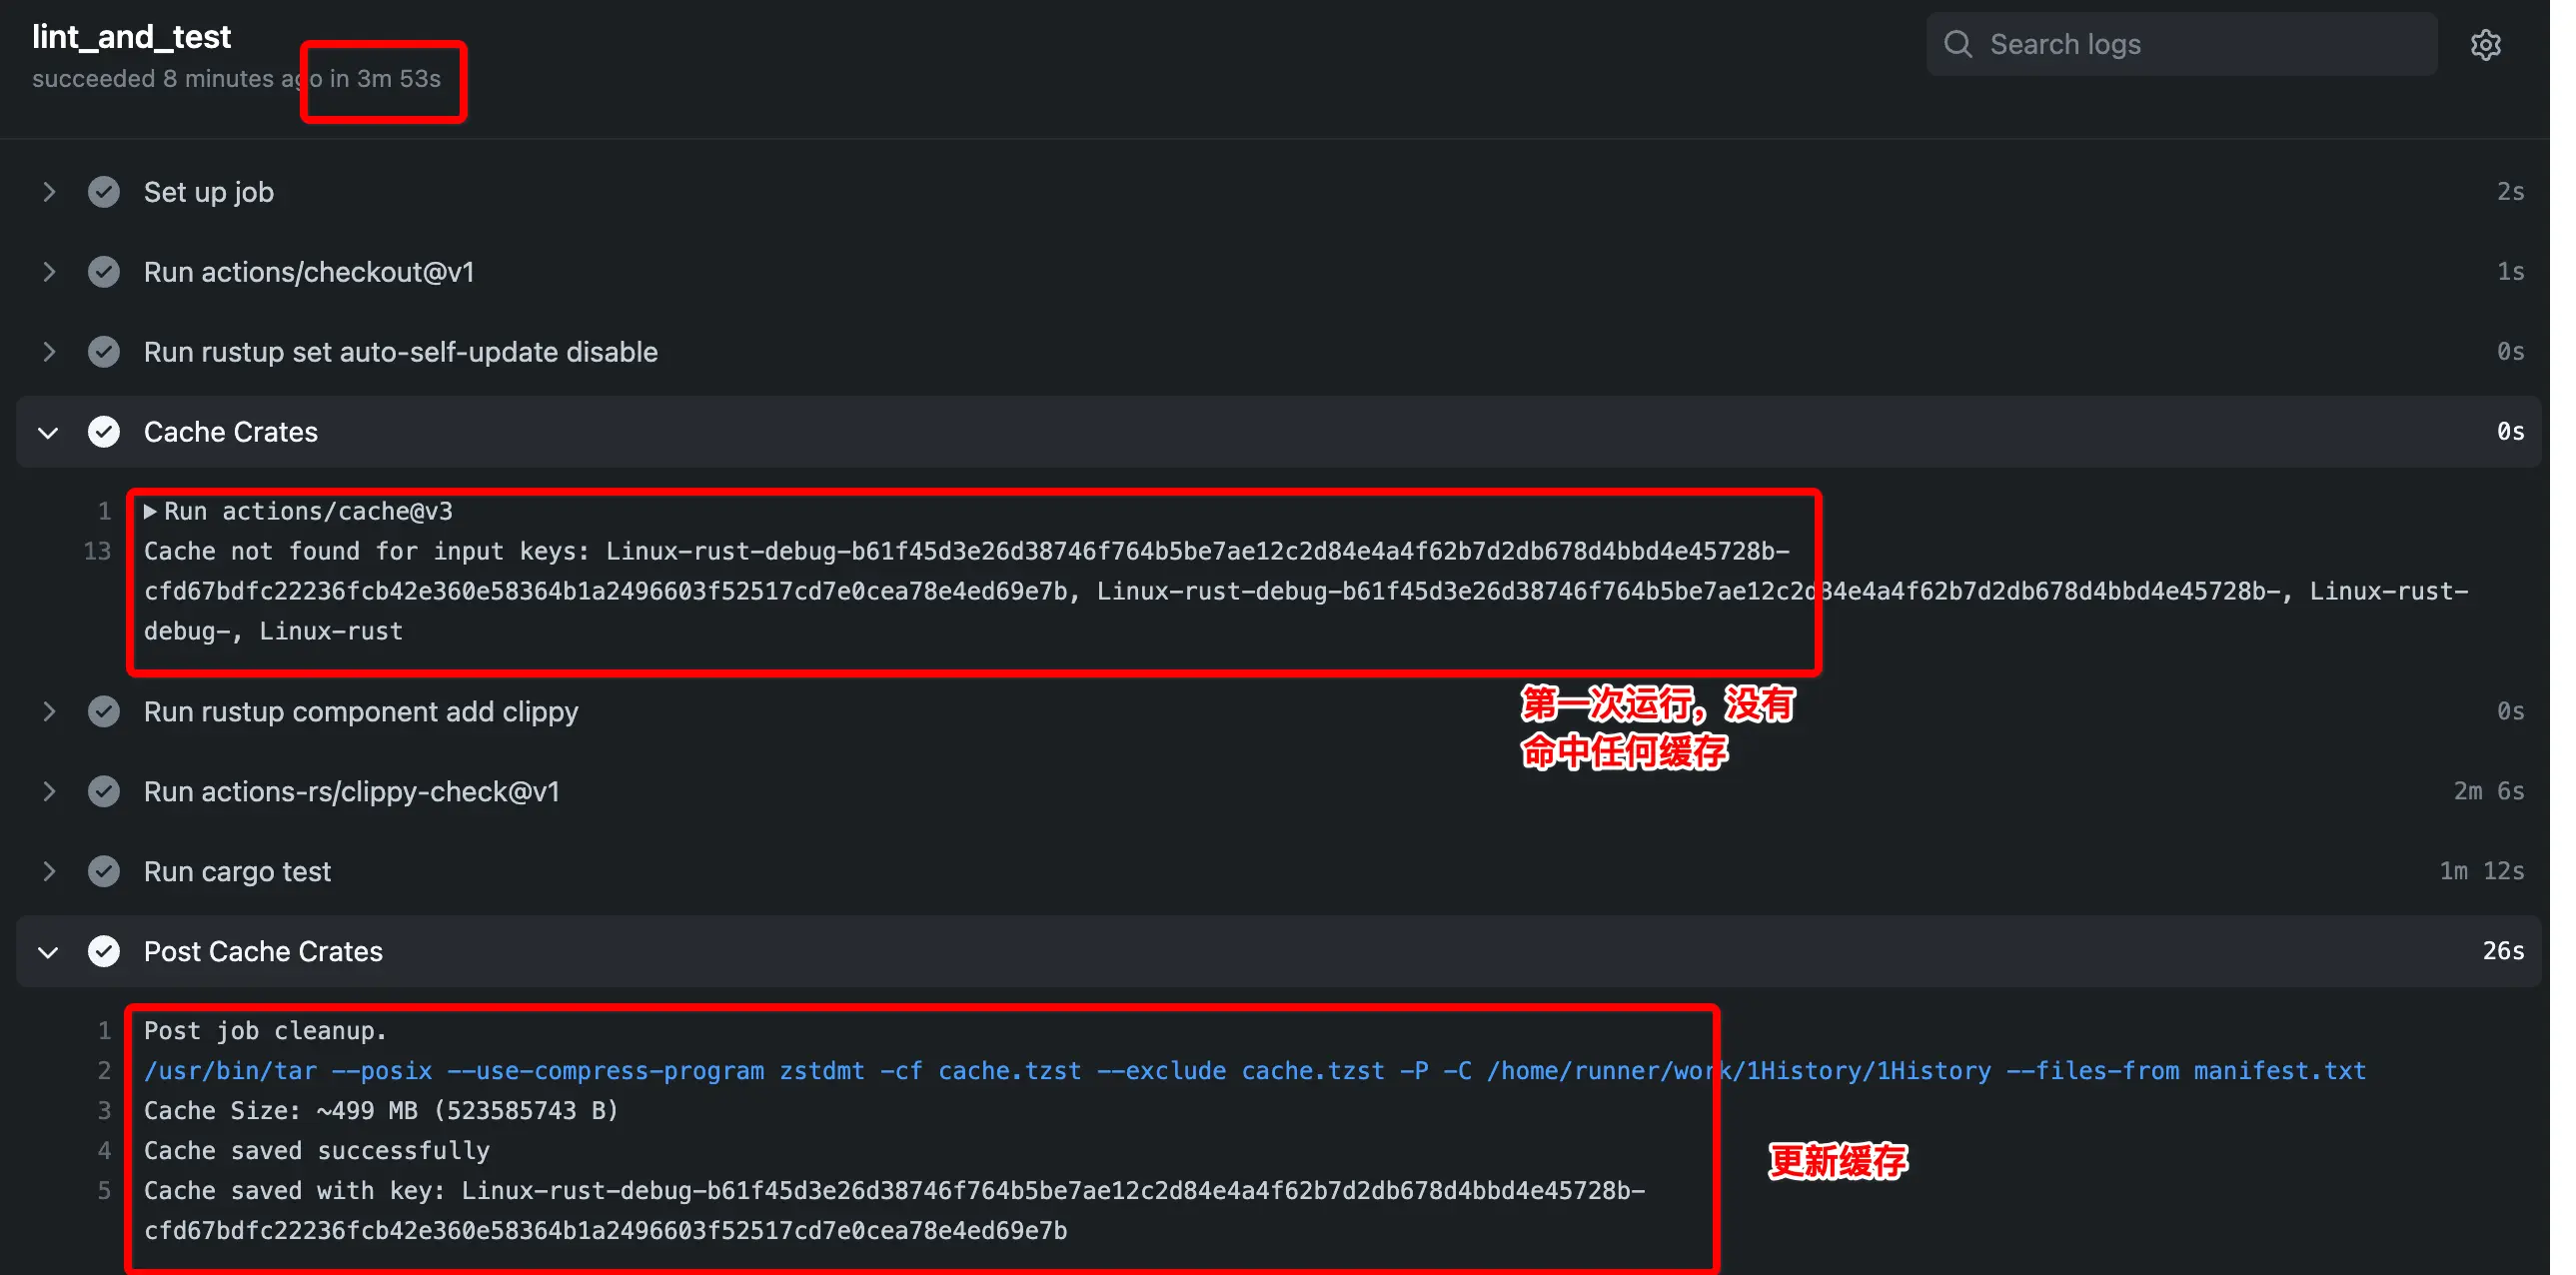 lint_and_test
succeeded 8 minutes ago in 3m 53s
Search logs
Set up job 2s
Run actions/checkout@v1 1s
Run rustup set auto-self-update disable 0s
Cache Crates 0s
1 Run actions/cache@v3
13 Cache not found for input keys: Linux-rust-debug-b61f45d3e26d38746f764b5be7ae12c2d84e4a4f62b7d2db678d4bbd4e45728b-
cfd67bdfc22236fcb42e360e58364b1a2496603f52517cd7e0cea78e4ed69e7b, Linux-rust-debug-b61f45d3e26d38746f764b5be7ae12c2d84e4a4f62b7d2db678d4bbd4e45728b-, Linux-rust-
debug-, Linux-rust
第一次运行，没有
命中任何缓存
Run rustup component add clippy 0s
Run actions-rs/clippy-check@v1 2m 6s
Run cargo test 1m 12s
Post Cache Crates 26s
1 Post job cleanup.
2 /usr/bin/tar --posix --use-compress-program zstdmt -cf cache.tzst --exclude cache.tzst -P -C /home/runner/work/1History/1History --files-from manifest.txt
3 Cache Size: ~499 MB (523585743 B)
4 Cache saved successfully
更新缓存
5 Cache saved with key: Linux-rust-debug-b61f45d3e26d38746f764b5be7ae12c2d84e4a4f62b7d2db678d4bbd4e45728b-
cfd67bdfc22236fcb42e360e58364b1a2496603f52517cd7e0cea78e4ed69e7b